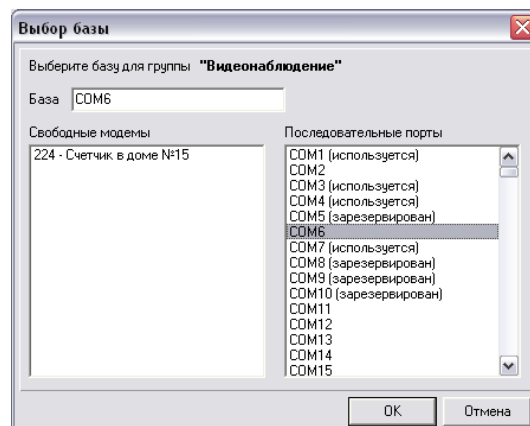 Выбор базы
Выберите базу для группы "Видеонаблюдение"
База COM6
Свободные модемы
224 - Счетчик в доме №15
Последовательные порты
COM1 (используется)
COM2
COM3 (используется)
COM4 (используется)
COM5 (зарезервирован)
COM6
COM7 (используется)
COM8 (зарезервирован)
COM9 (зарезервирован)
COM10 (зарезервирован)
COM11
COM12
COM13
COM14
COM15
OK Отмена